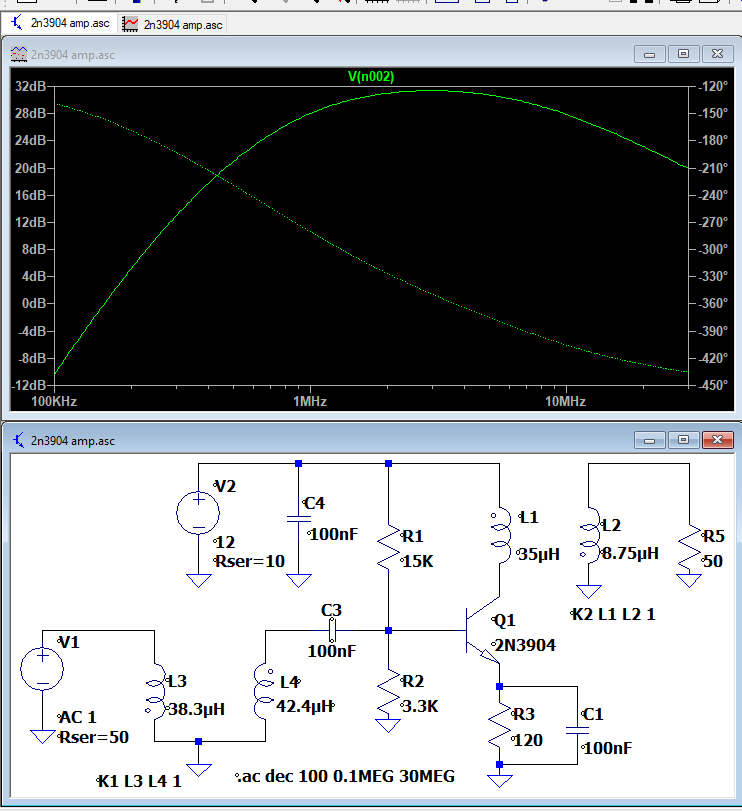 2n3904 amp.asc
2n3904 amp.asc
2n3904 amp.asc
V(n002)
32dB
28dB
24dB
20dB
16dB
12dB
8dB
4dB
0dB
-4dB
-8dB
-12dB
-120°
-150°
-180°
-210°
-240°
-270°
-300°
-330°
-360°
-390°
-420°
-450°
100KHz
1MHz
10MHz
2n3904 amp.asc
V2
12
Rser=10
C4
100nF
R1
15K
L1
35µH
L2
8.75µH
R5
50
K2 L1 L2 1
C3
100nF
Q1
2N3904
V1
AC 1
Rser=50
L3
38.3µH
L4
42.4µH
R2
3.3K
R3
120
C1
100nF
K1 L3 L4 1
.ac dec 100 0.1MEG 30MEG